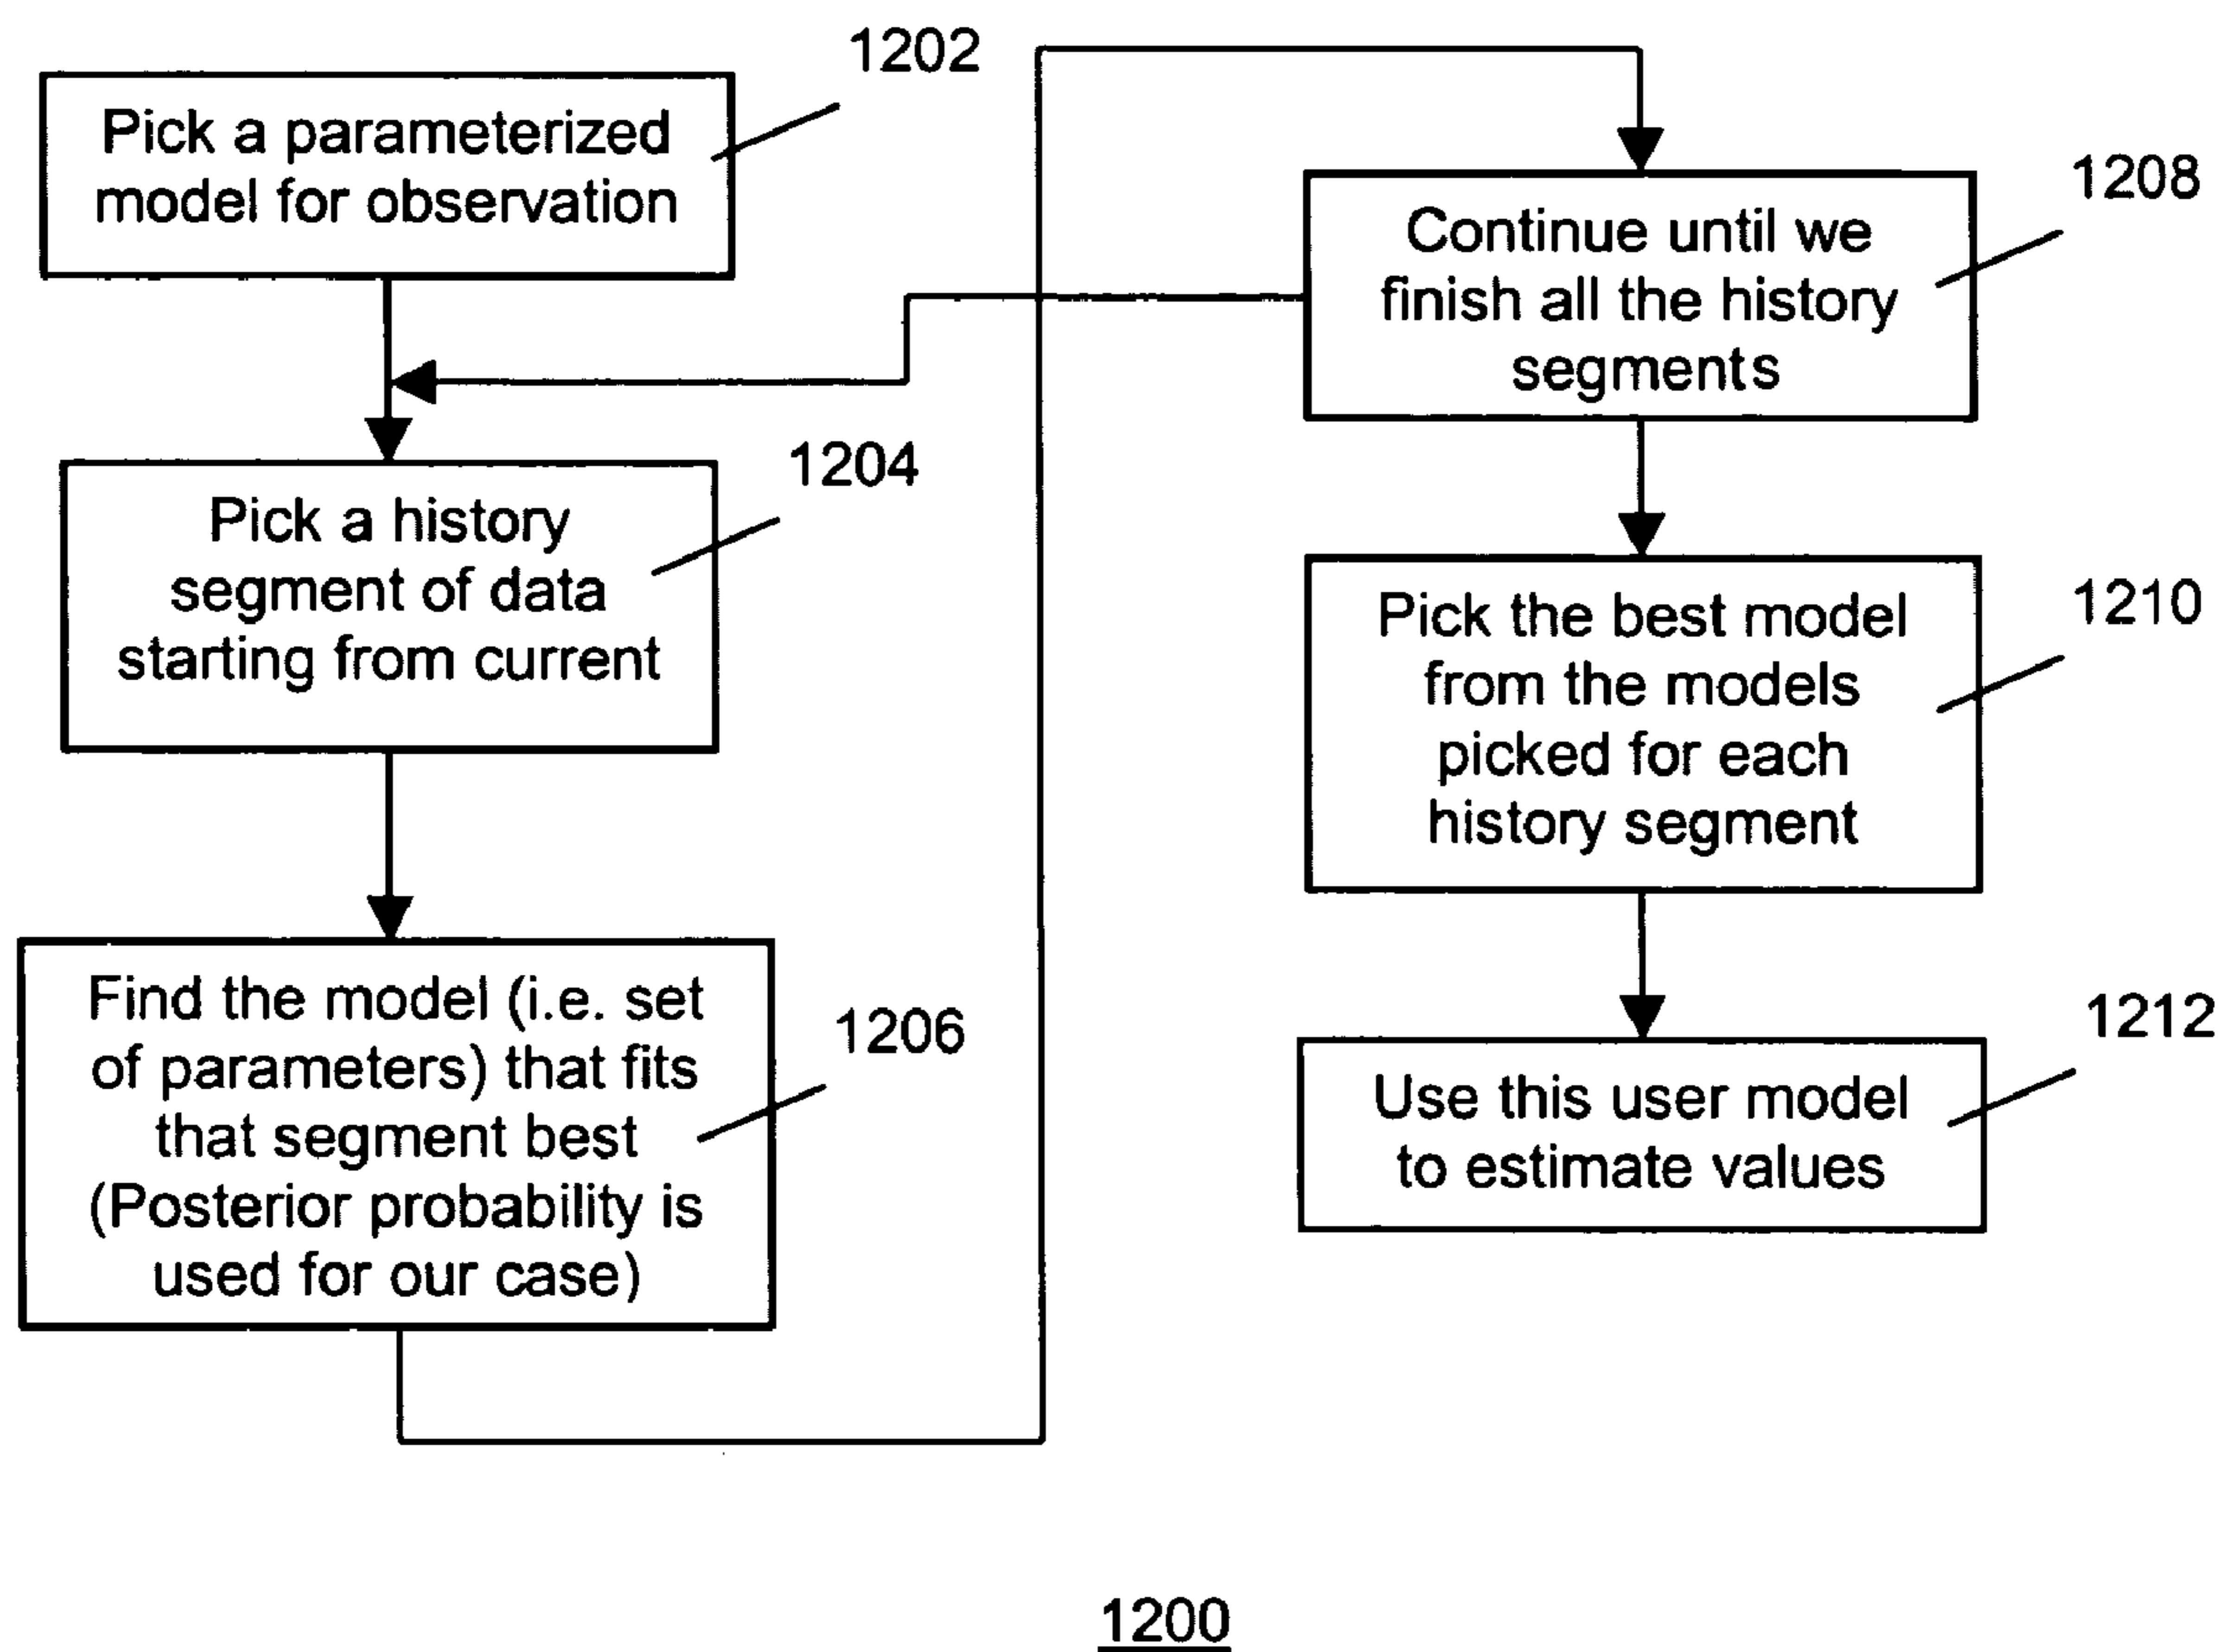 1202
Pick a parameterized
model for observation
1204
Pick a history
segment of data
starting from current
1206
Find the model (i.e. set
of parameters) that fits
that segment best
(Posterior probability is
used for our case)
1208
Continue until we
finish all the history
segments
1210
Pick the best model
from the models
picked for each
history segment
1212
Use this user model
to estimate values
1200